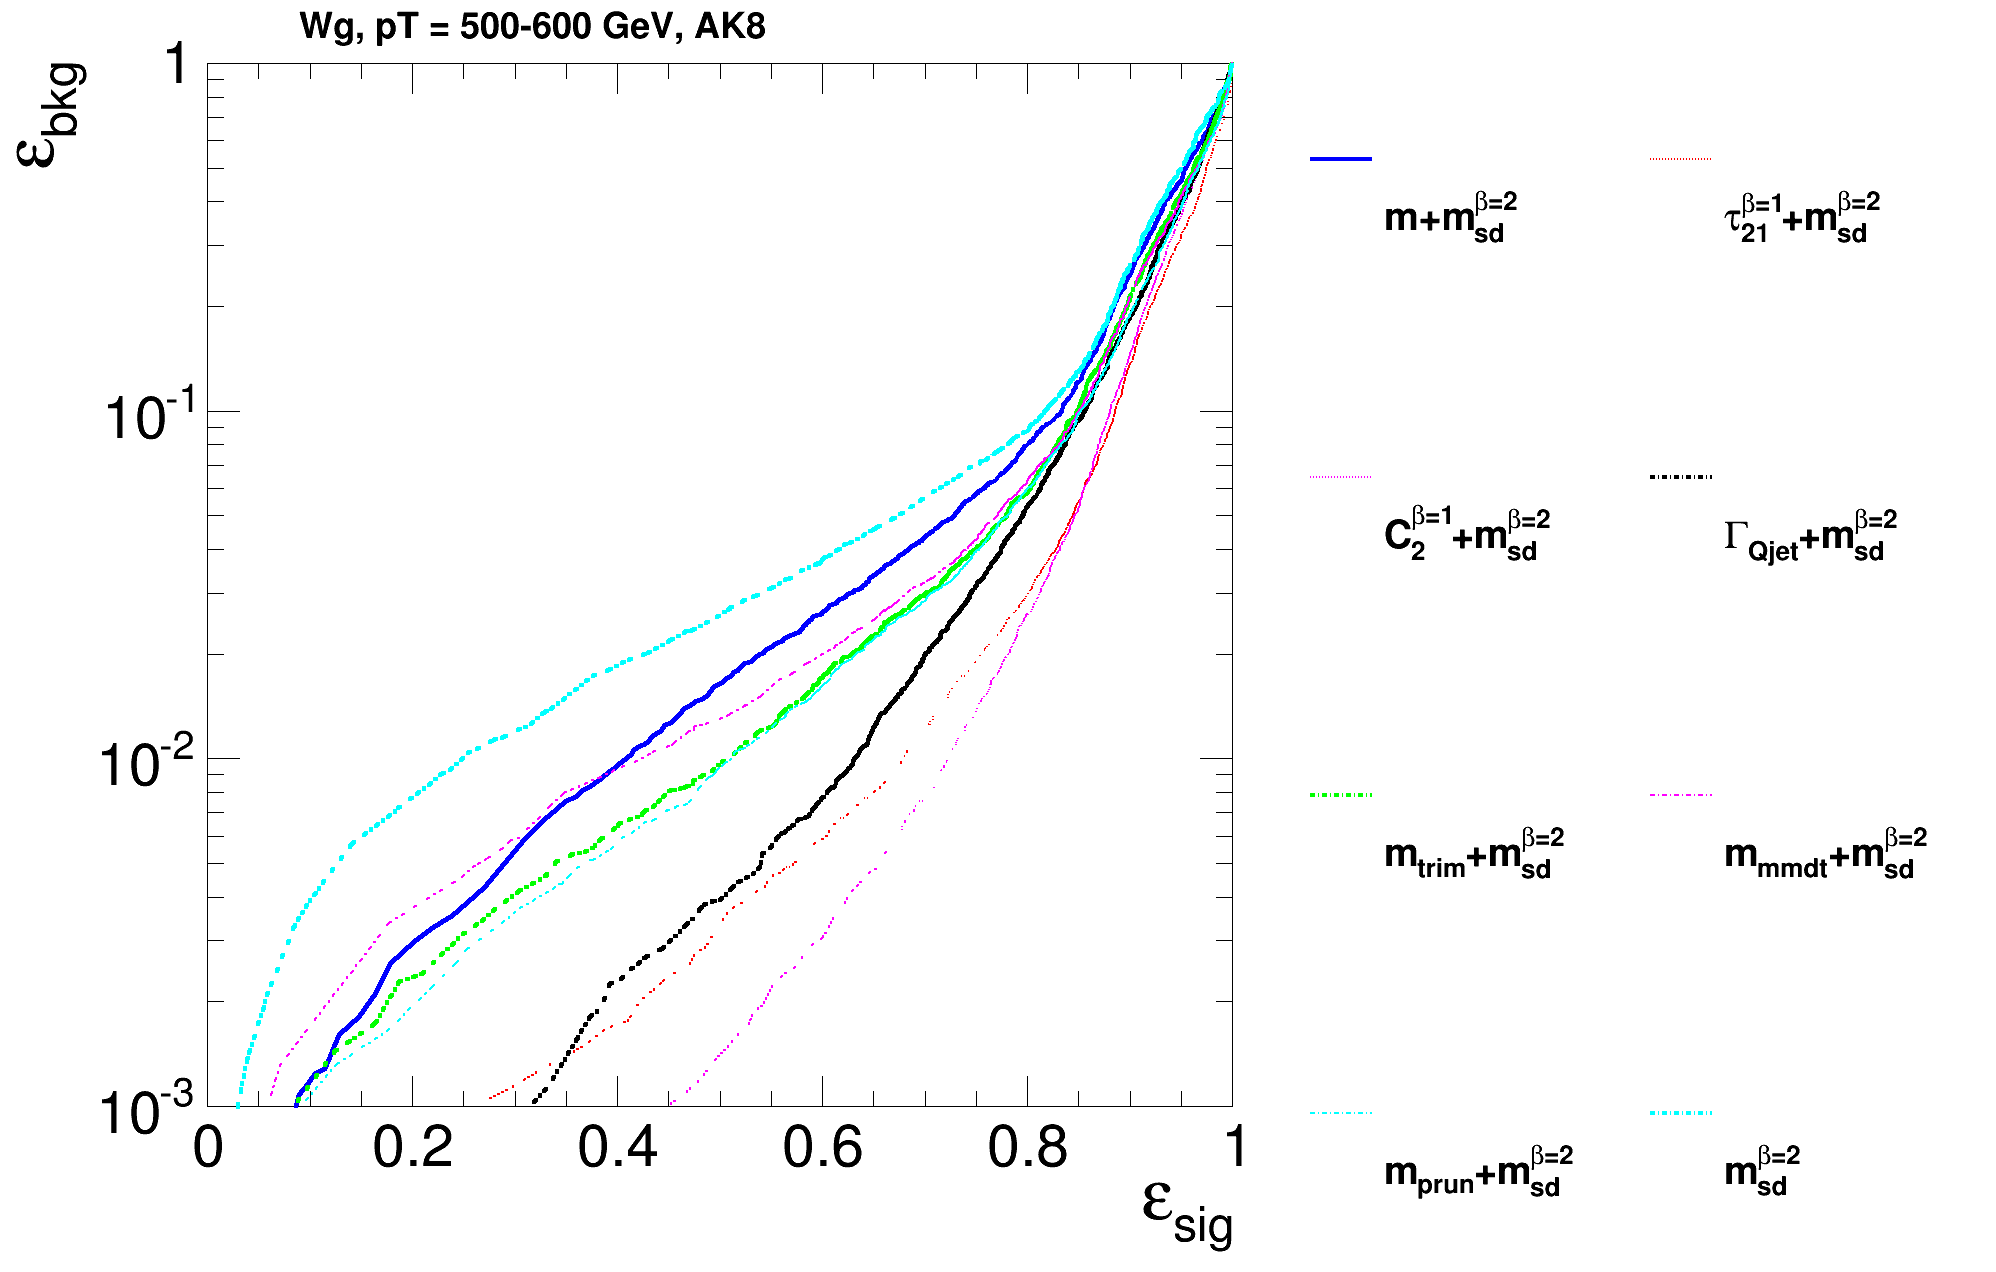 Wg, pT = 500-600 GeV, AK8
ε_bkg
1
10^-1
10^-2
10^-3
0 0.2 0.4 0.6 0.8 1
ε_sig
m+m_sd^β=2
τ_21^β=1+m_sd^β=2
C_2^β=1+m_sd^β=2
Γ_Qjet+m_sd^β=2
m_trim+m_sd^β=2
m_mmdt+m_sd^β=2
m_prun+m_sd^β=2
m_sd^β=2